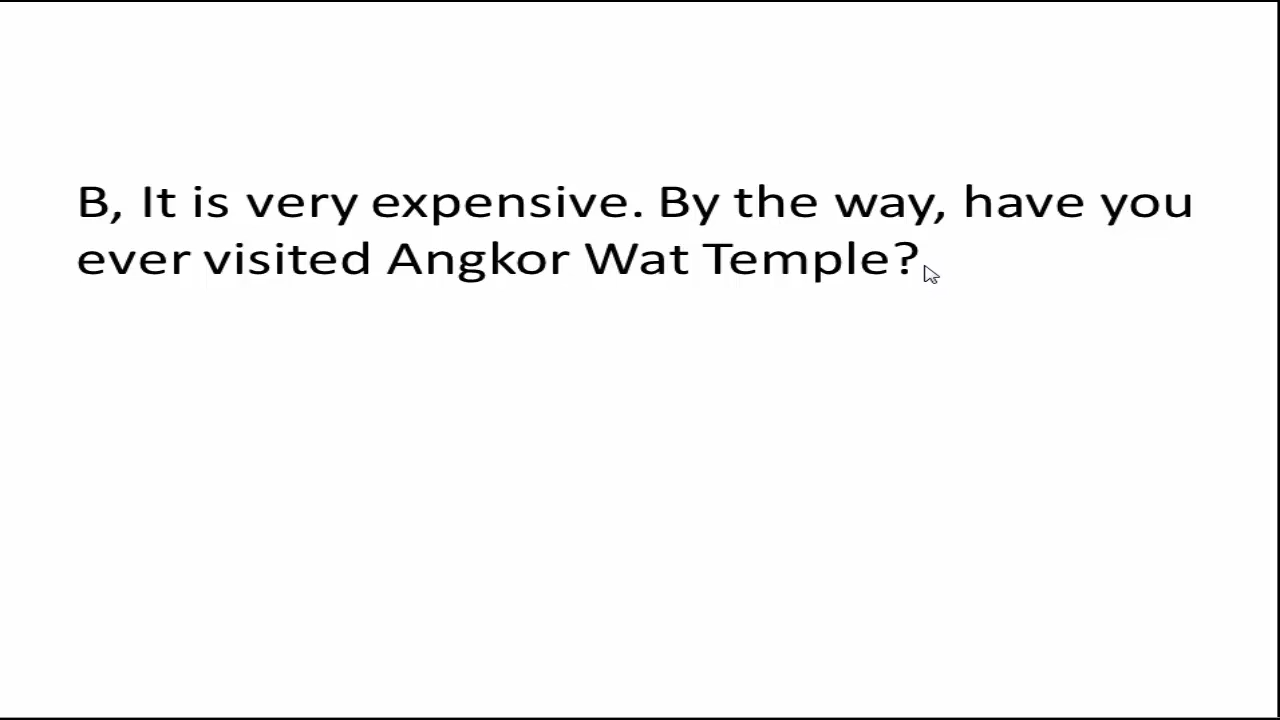 B, It is very expensive. By the way, have you
ever visited Angkor Wat Temple?